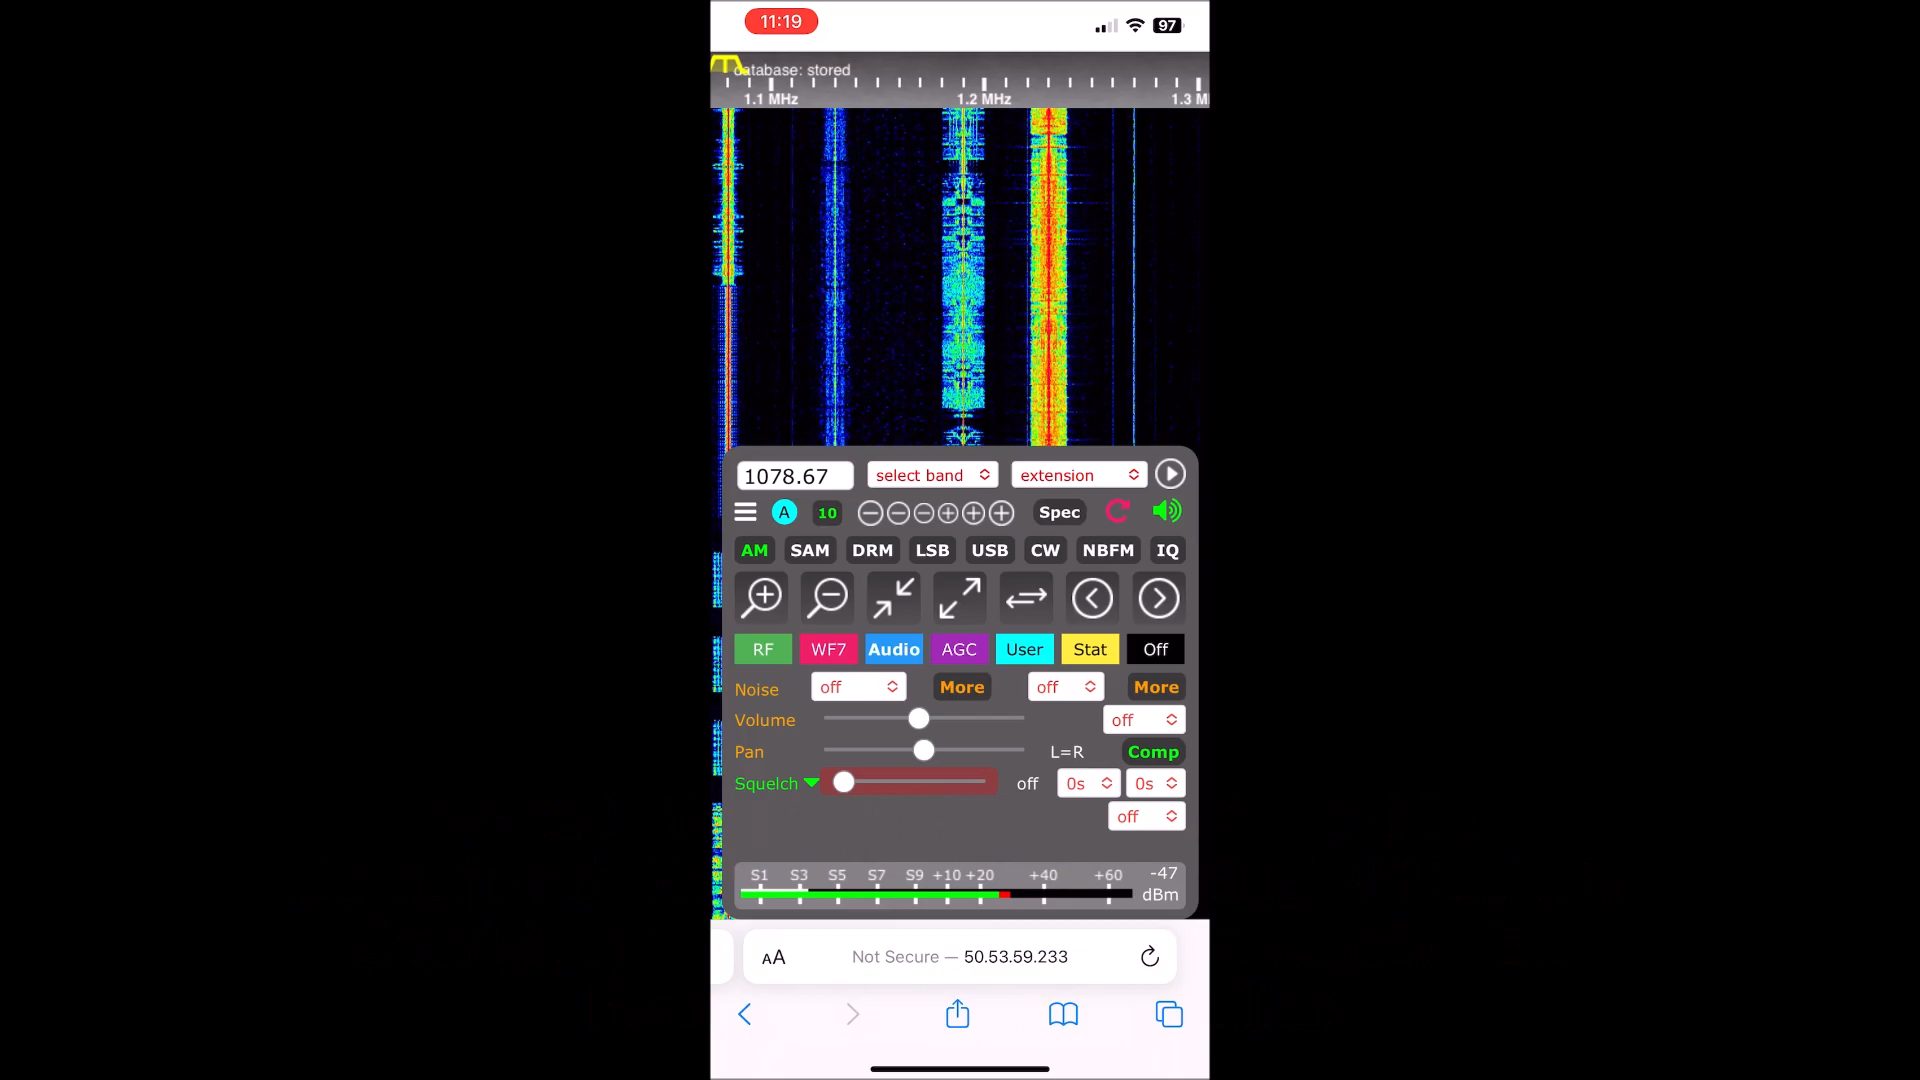 11:19 97
database: stored
1.1 MHz 1.2 MHz 1.3 M
1078.67 select band extension
A 10 Spec
AM SAM DRM LSB USB CW NBFM IQ
RF WF7 Audio AGC User Stat Off
Noise off More off More
Volume off
Pan L=R Comp
Squelch off 0s 0s
off
S1 S3 S5 S7 S9 +10 +20 +40 +60 -47
dBm
AA Not Secure — 50.53.59.233